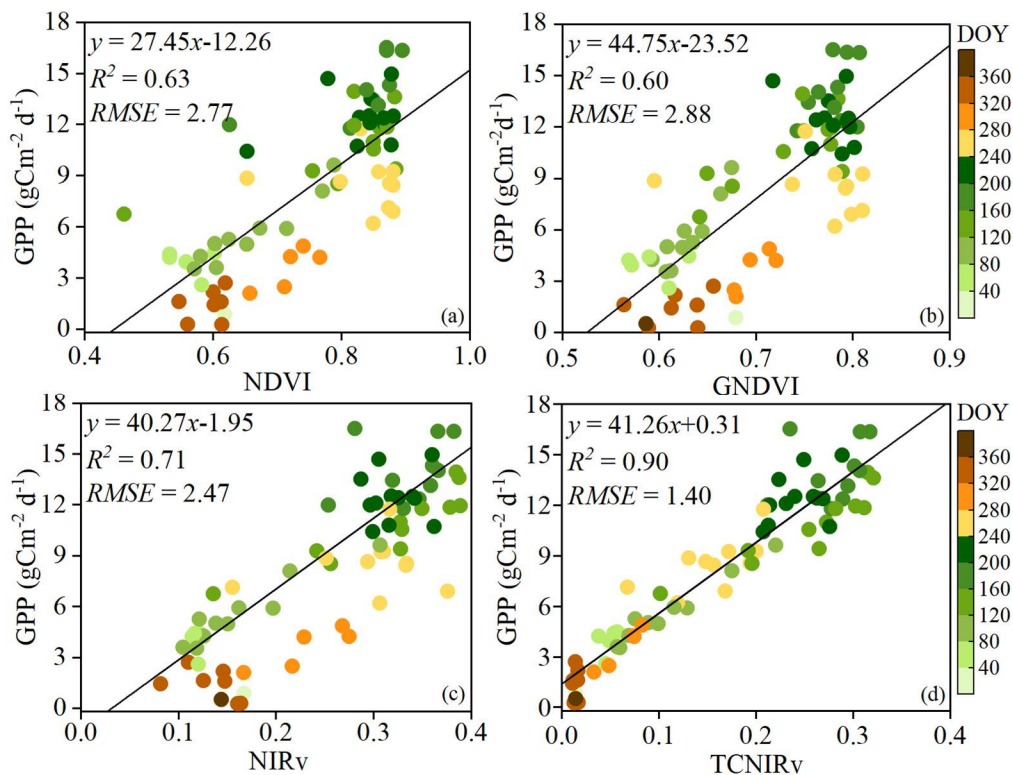 y = 27.45x-12.26
R² = 0.63
RMSE = 2.77
GPP (gCm⁻² d⁻¹)
18
15
12
9
6
3
0
(a)
0.4
0.6
0.8
1.0
NDVI
y = 44.75x-23.52
R² = 0.60
RMSE = 2.88
GPP (gCm⁻²d⁻¹)
18
15
12
9
6
3
0
(b)
0.5
0.6
0.7
0.8
0.9
GNDVI
DOY
360
320
280
240
200
160
120
80
40
y = 40.27x-1.95
R² = 0.71
RMSE = 2.47
GPP (gCm⁻² d⁻¹)
18
15
12
9
6
3
0
(c)
0.0
0.1
0.2
0.3
0.4
NIRv
y = 41.26x+0.31
R² = 0.90
RMSE = 1.40
GPP (gCm⁻² d⁻¹)
18
15
12
9
6
3
0
(d)
0.0
0.1
0.2
0.3
0.4
TCNIRv
DOY
360
320
280
240
200
160
120
80
40